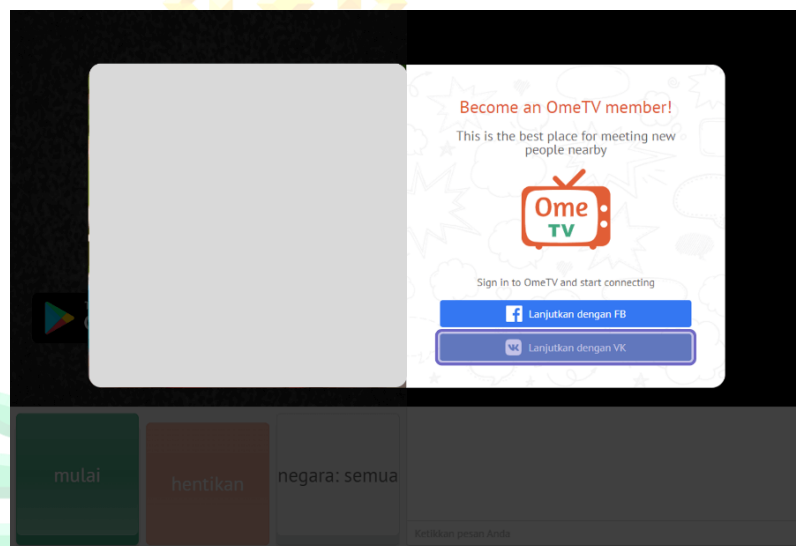 Become an OmeTV member!
This is the best place for meeting new
people nearby
Ome
TV
Sign in to OmeTV and start connecting
Lanjutkan dengan FB
Lanjutkan dengan VK
mulai
hentikan
negara: semua
Ketikkan pesan Anda